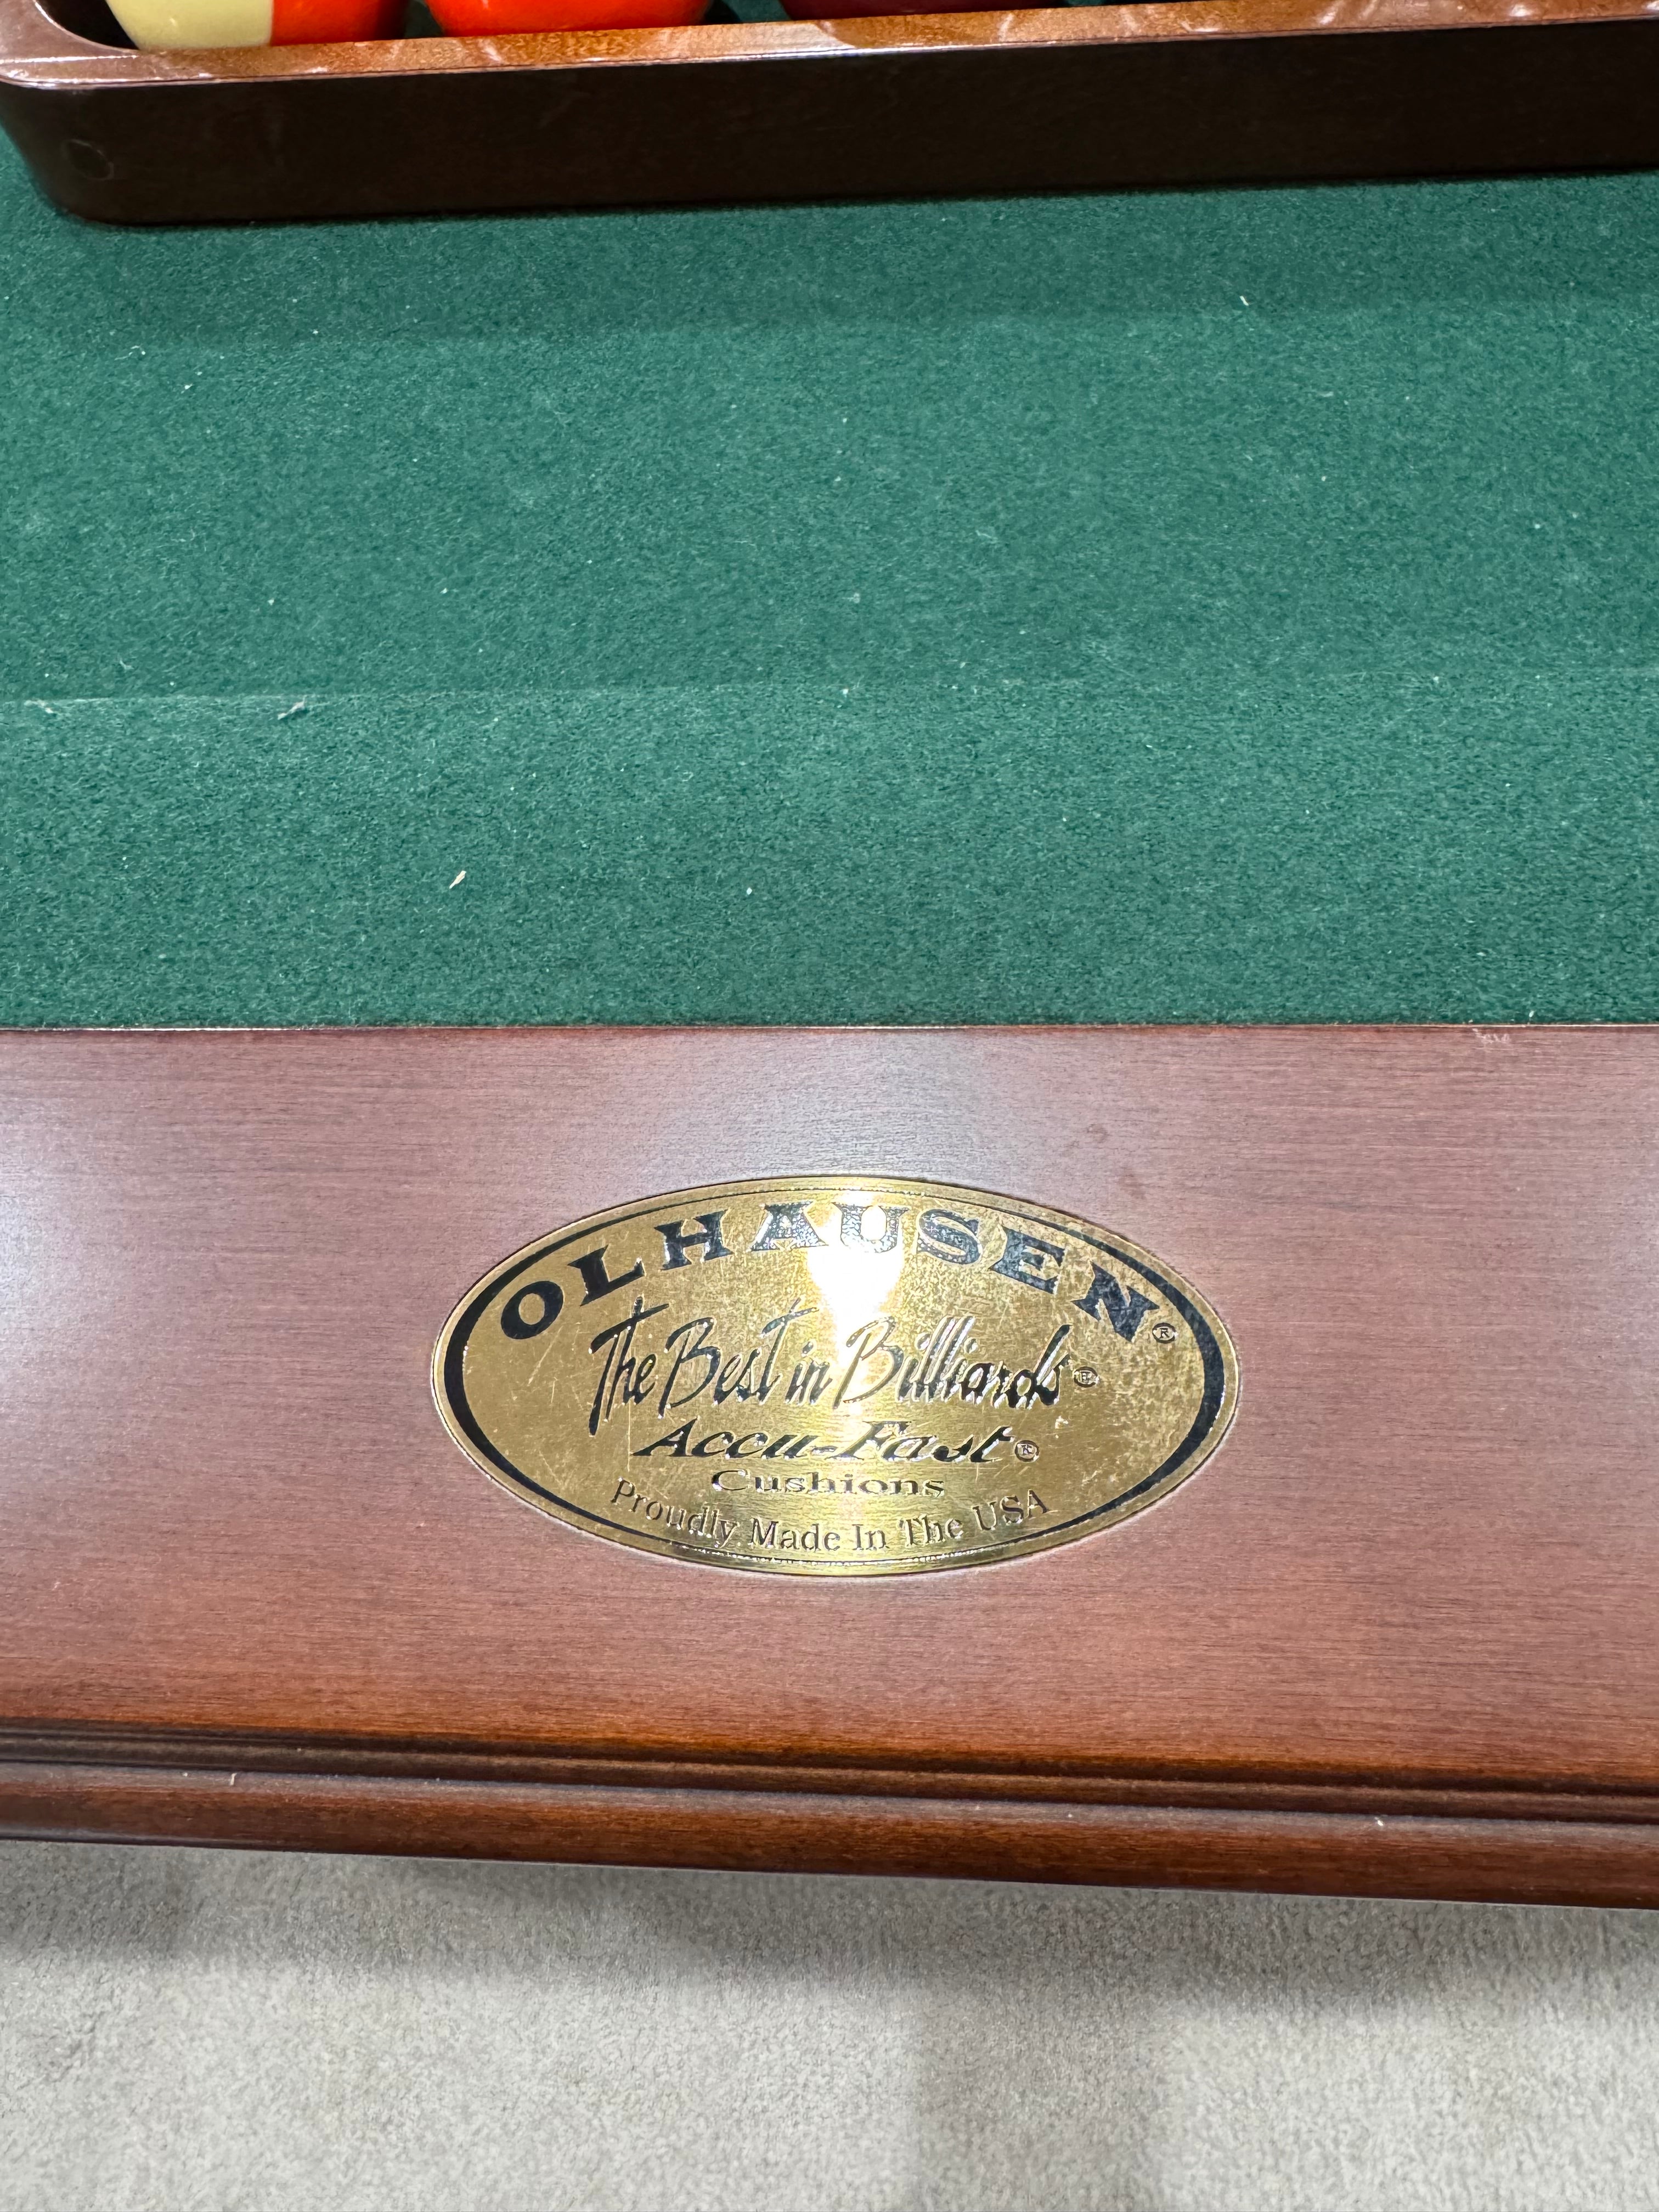 OLHAUSEN®
The Best in Billiards®
Accu-Fast®
Cushions
Proudly Made In The USA